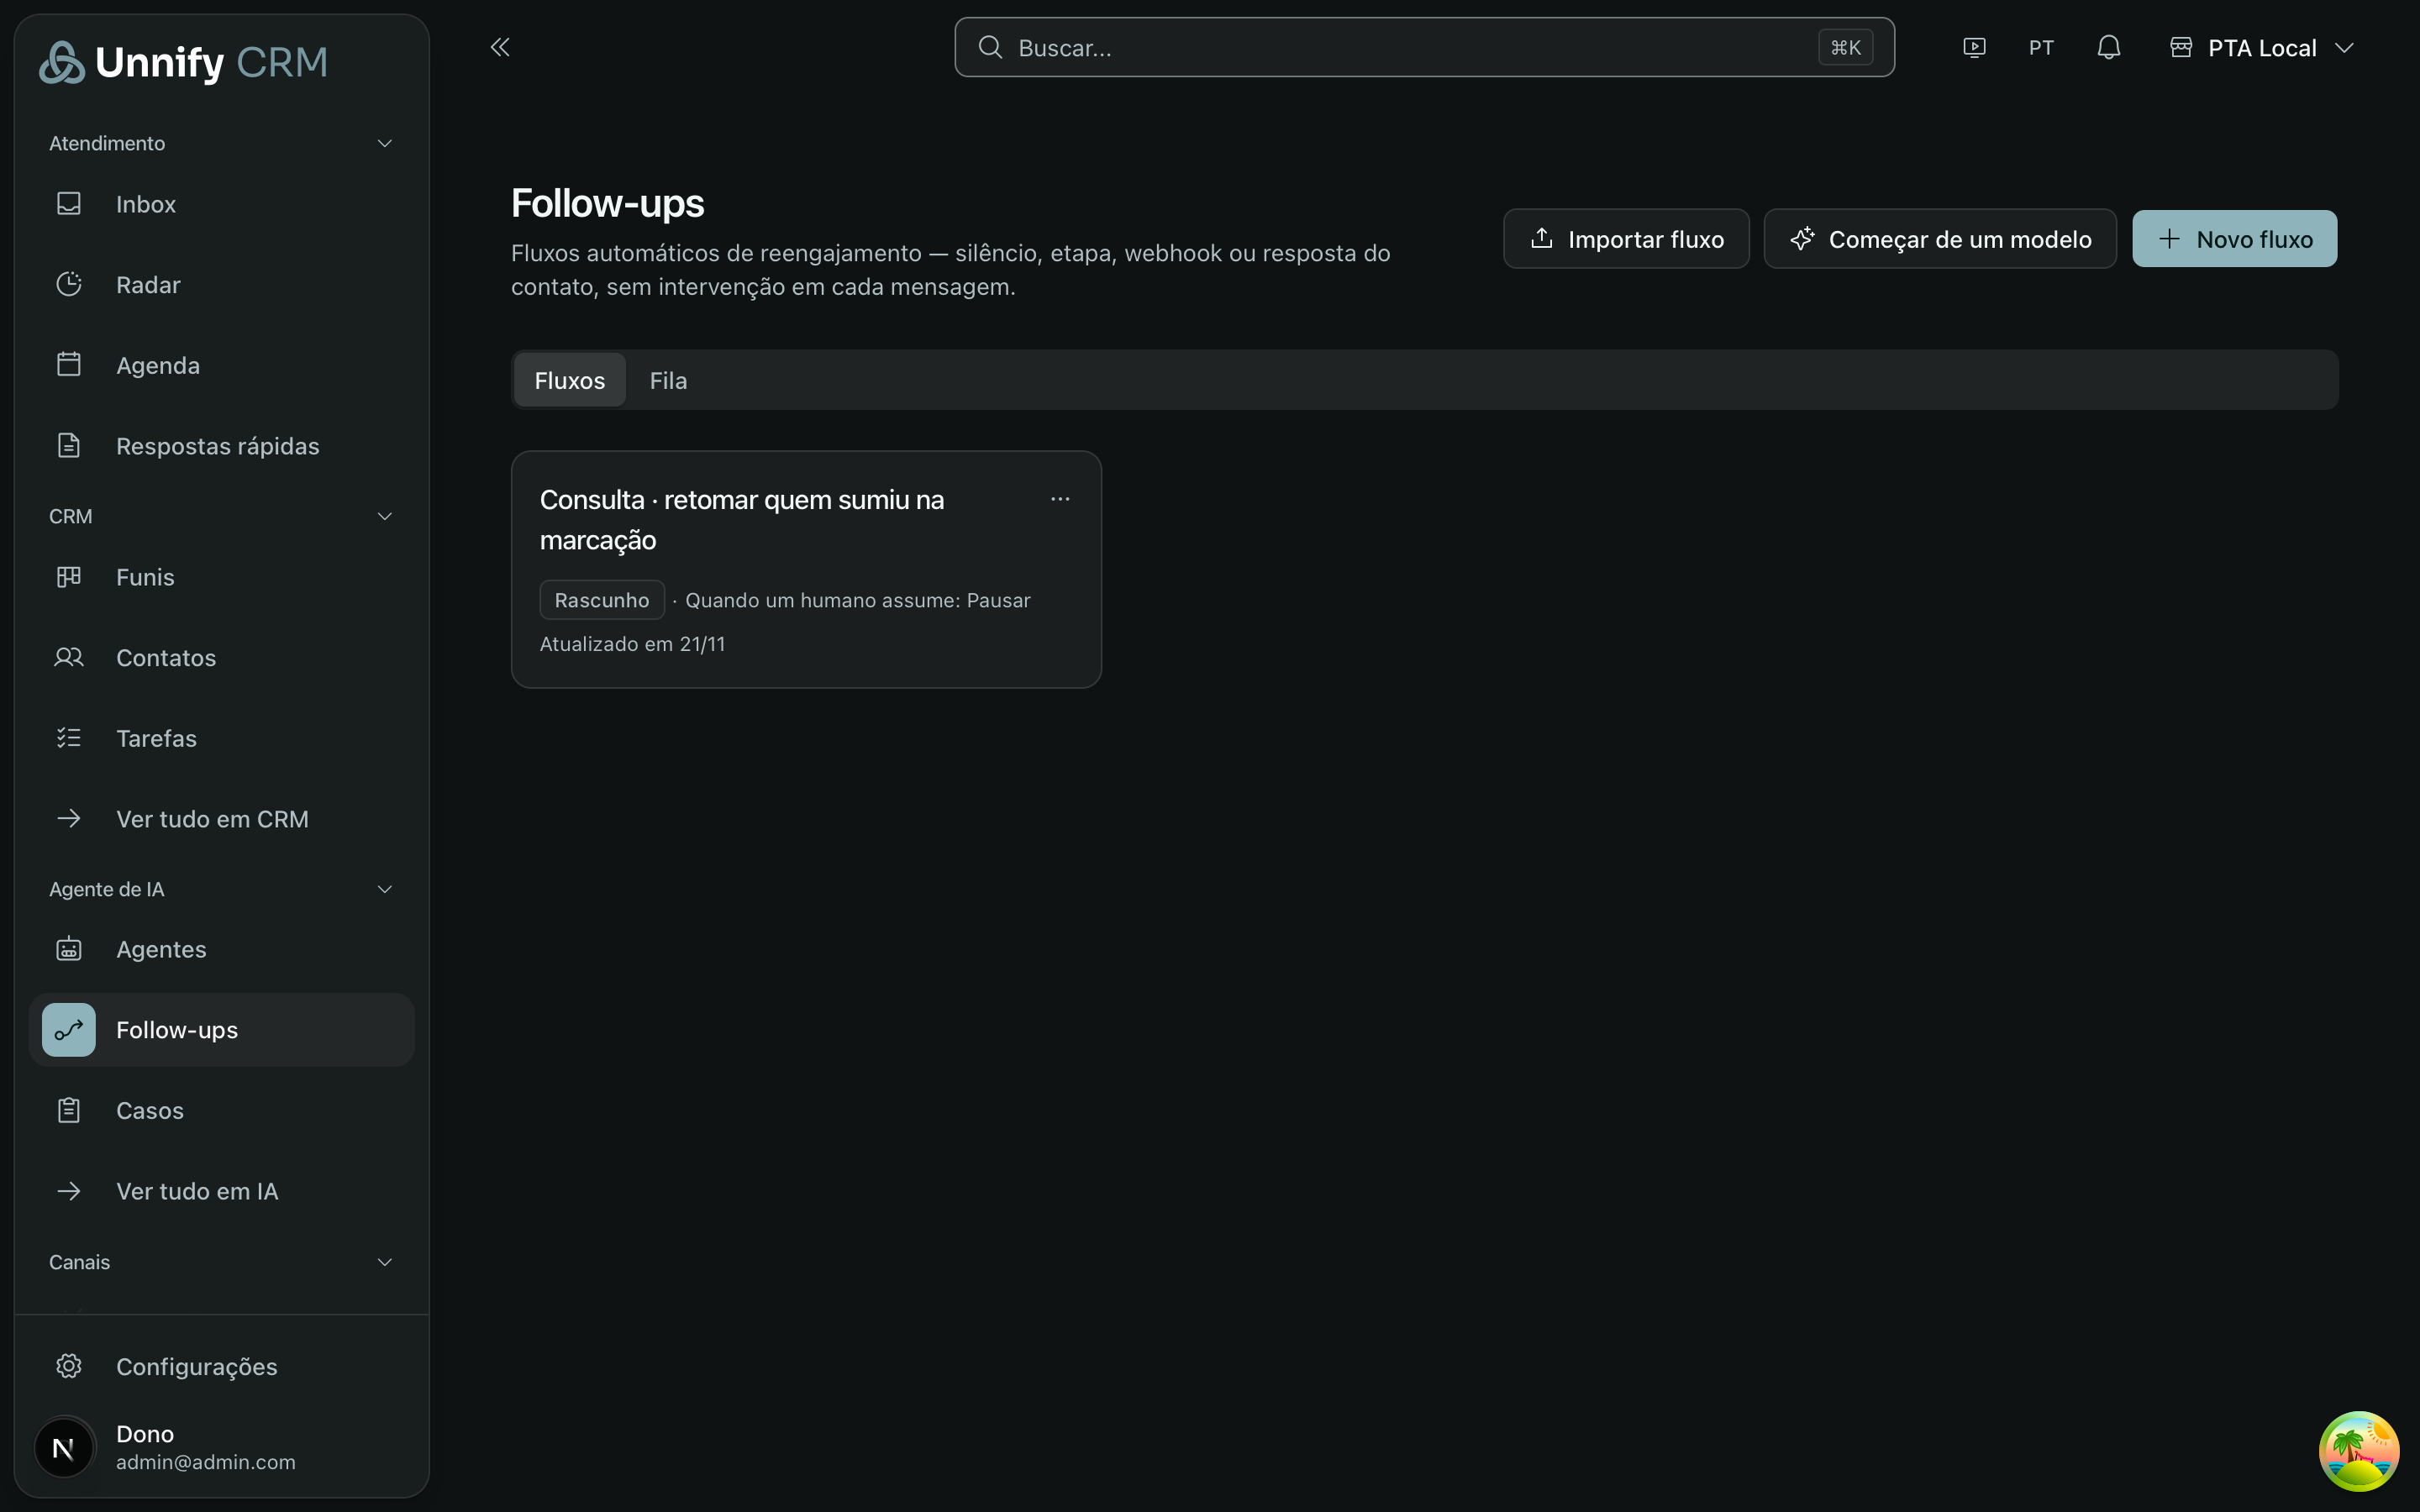 Unnify CRM
Atendimento
Inbox
Radar
Agenda
Respostas rápidas
CRM
Funis
Contatos
Tarefas
Ver tudo em CRM
Agente de IA
Agentes
Follow-ups
Casos
Ver tudo em IA
Canais
Configurações
N
Dono
admin@admin.com
Buscar...
⌘K
PT
PTA Local
Follow-ups
Fluxos automáticos de reengajamento — silêncio, etapa, webhook ou resposta do
contato, sem intervenção em cada mensagem.
Importar fluxo
Começar de um modelo
Novo fluxo
Fluxos
Fila
Consulta · retomar quem sumiu na
marcação
Rascunho · Quando um humano assume: Pausar
Atualizado em 21/11